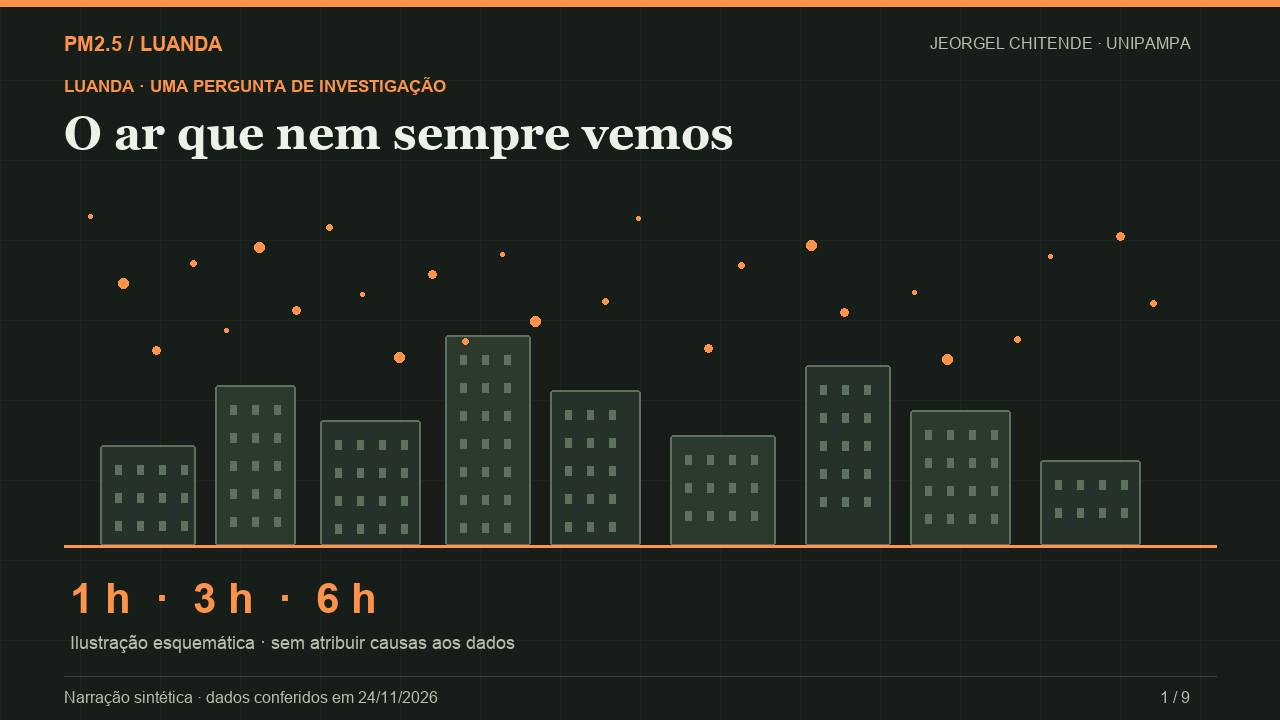 PM2.5 / LUANDA
JEORGEL CHITENDE · UNIPAMPA
LUANDA · UMA PERGUNTA DE INVESTIGAÇÃO
O ar que nem sempre vemos
1 h · 3 h · 6 h
Ilustração esquemática · sem atribuir causas aos dados
Narração sintética · dados conferidos em 24/11/2026
1 / 9